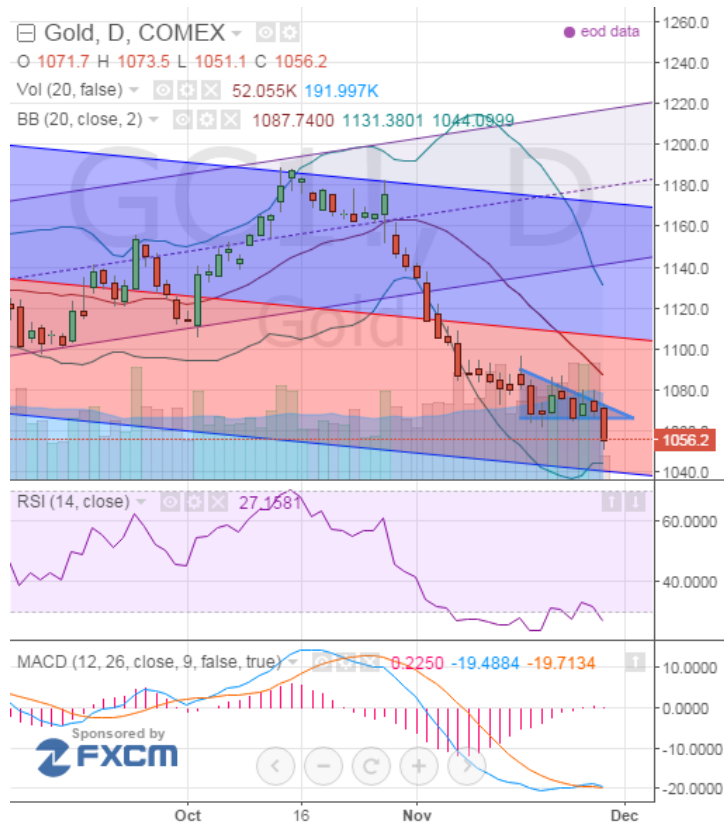 Gold, D, COMEX
eod data
O 1071.7 H 1073.5 L 1051.1 C 1056.2
Vol (20, false) 52.055K 191.997K
BB (20, close, 2) 1087.7400 1131.3801 1044.0999
1260.0
1240.0
1220.0
1200.0
1180.0
1160.0
1140.0
1120.0
1100.0
1080.0
1056.2
1040.0
Gold
RSI (14, close) 27.1581
60.0000
40.0000
MACD (12, 26, close, 9, false, true) 0.2250 -19.4884 -19.7134
10.0000
0.0000
-10.0000
-20.0000
Sponsored by
FXCM
Oct 16 Nov Dec